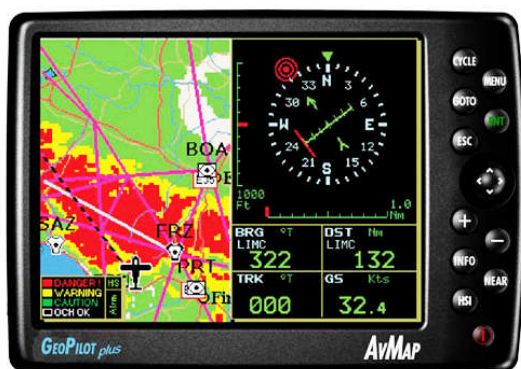 BOA
SAZ
FRZ
PRT
DANGER!
WARNING
CAUTION
OCH OK
HS
Alrm
N
3
6
E
12
15
S
21
24
W
30
33
1000
Ft
1.0
Nm
BRG °T
LIMC
322
DST Nm
LIMC
132
TRK °T
000
GS Kts
32.4
CYCLE
MENU
GOTO
ENT
ESC
+
−
INFO
NEAR
HSI
GEOPILOT plus
AvMap